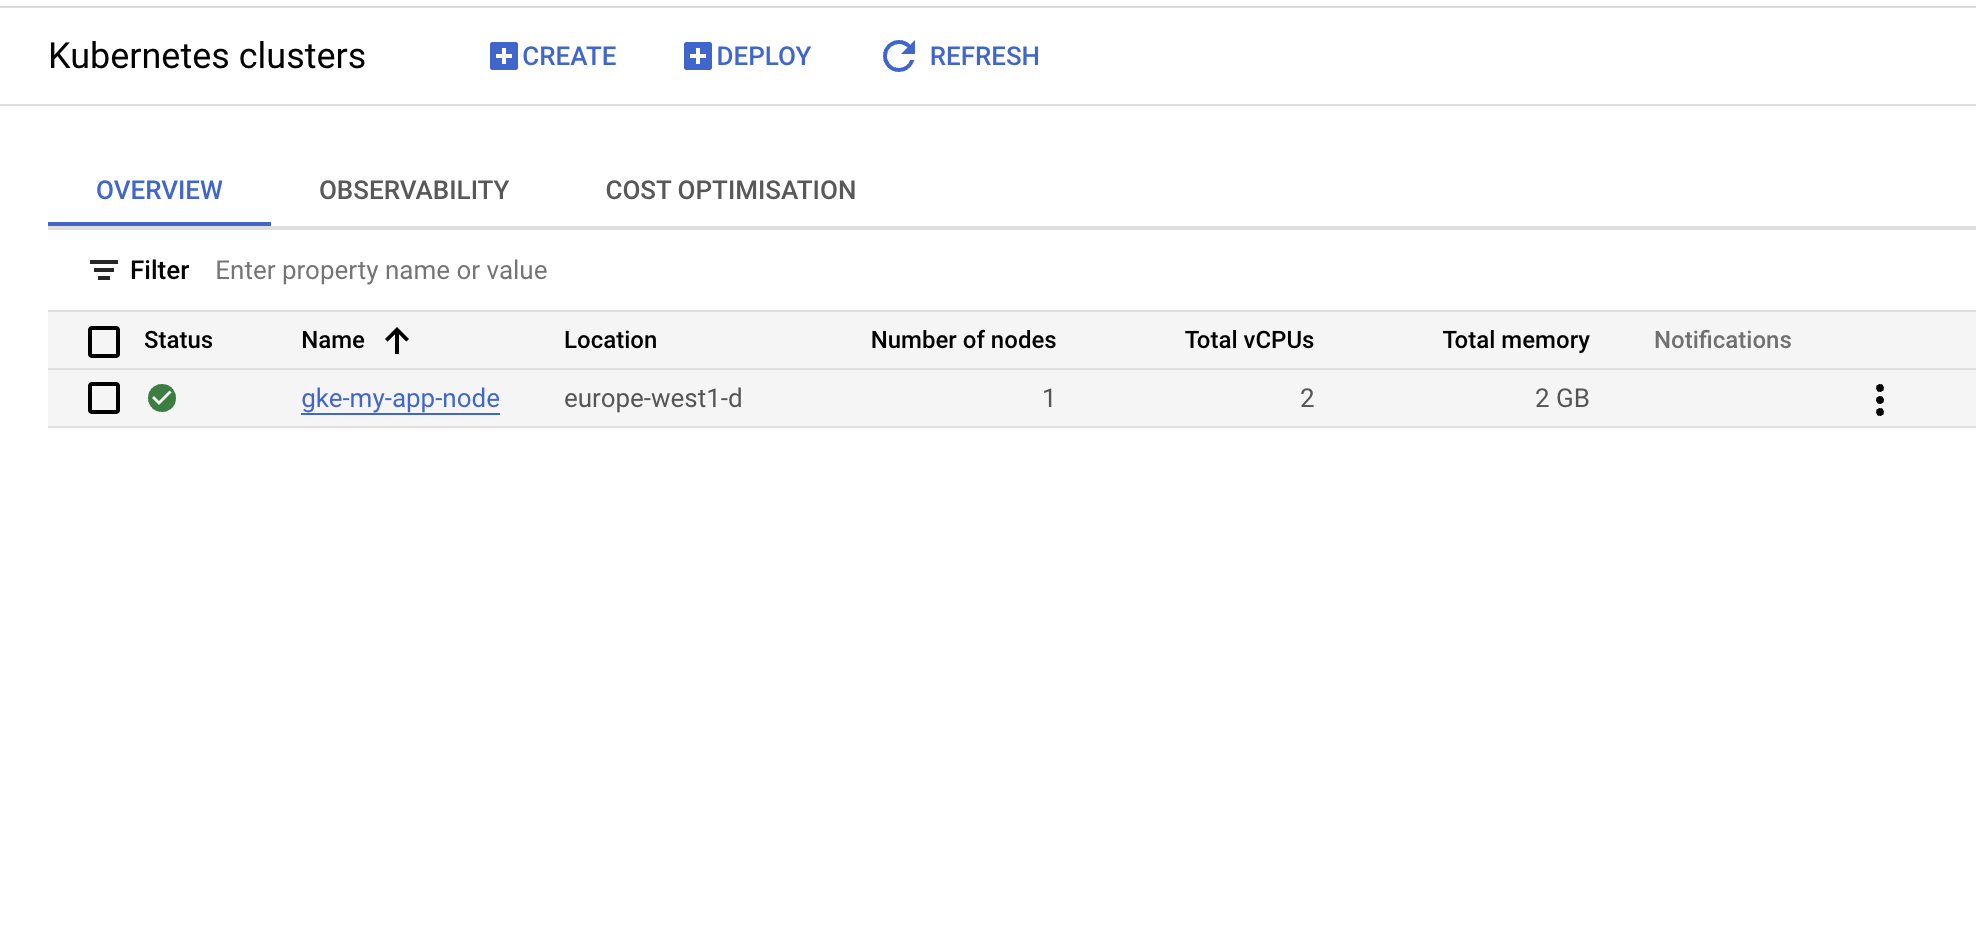 Kubernetes clusters CREATE DEPLOY REFRESH
OVERVIEW OBSERVABILITY COST OPTIMISATION
Filter Enter property name or value
Status Name Location Number of nodes Total vCPUs Total memory Notifications
gke-my-app-node europe-west1-d 1 2 2 GB